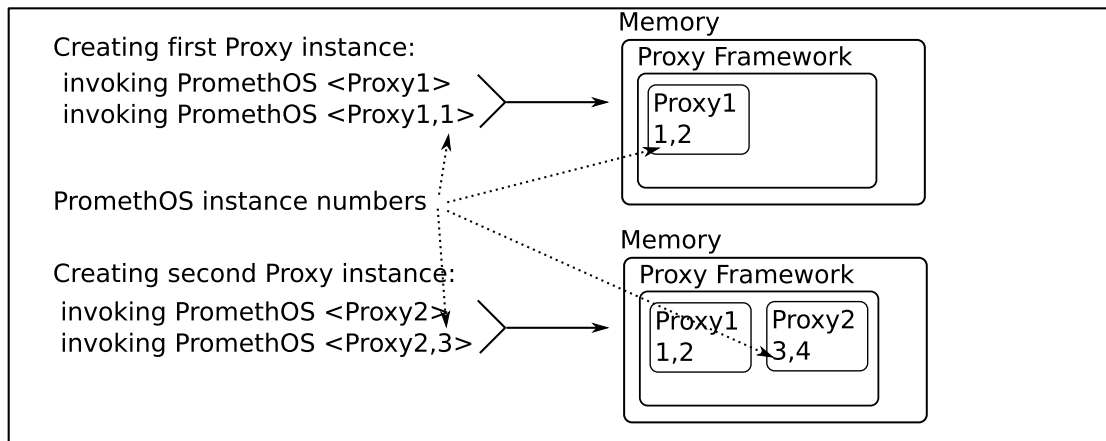 Creating first Proxy instance:
invoking PromethOS <Proxy1>
invoking PromethOS <Proxy1,1>
PromethOS instance numbers
Creating second Proxy instance:
invoking PromethOS <Proxy2>
invoking PromethOS <Proxy2,3>
Memory
Proxy Framework
Proxy1
1,2
Memory
Proxy Framework
Proxy1
1,2
Proxy2
3,4